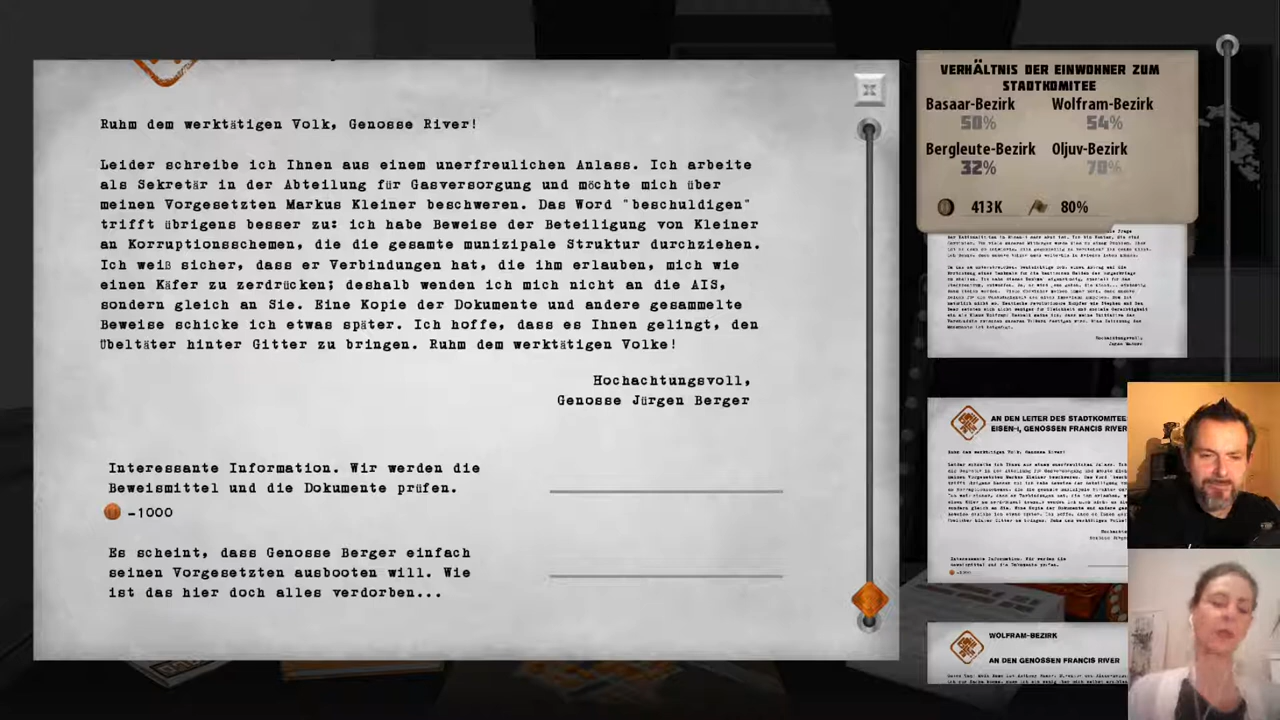 Ruhm dem werktätigen Volk, Genosse River!
Leider schreibe ich Ihnen aus einem unerfreulichen Anlass. Ich arbeite
als Sekretär in der Abteilung für Gasversorgung und möchte mich über
meinen Vorgesetzten Markus Kleiner beschweren. Das Word "beschuldigen"
trifft übrigens besser zu: ich habe Beweise der Beteiligung von Kleiner
an Korruptionsschemen, die die gesamte munizipale Struktur durchziehen.
Ich weiß sicher, dass er Verbindungen hat, die ihm erlauben, mich wie
einen Käfer zu zerdrücken, deshalb wenden ich mich nicht an die AIS,
sondern gleich an Sie. Eine Kopie der Dokumente und andere gesammelte
Beweise schicke ich etwas später. Ich hoffe, dass es Ihnen gelingt, den
Übeltäter hinter Gitter zu bringen. Ruhm dem werktätigen Volke!
Hochachtungsvoll,
Genosse Jürgen Berger
Interessante Information. Wir werden die
Beweismittel und die Dokumente prüfen.
-1000
Es scheint, dass Genosse Berger einfach
seinen Vorgesetzten ausbooten will. Wie
ist das hier doch alles verdorben...
VERHÄLTNIS DER EINWOHNER ZUM
STADTKOMITEE
Basaar-Bezirk Wolfram-Bezirk
50% 54%
Bergleute-Bezirk Oljuv-Bezirk
32% 78%
413K 80%
AN DEN LEITER DES STADTKOMITEE
EISEN-1, GENOSSEN FRANCIS RIVER
WOLFRAM-BEZIRK
AN DEN GENOSSEN FRANCIS RIVER